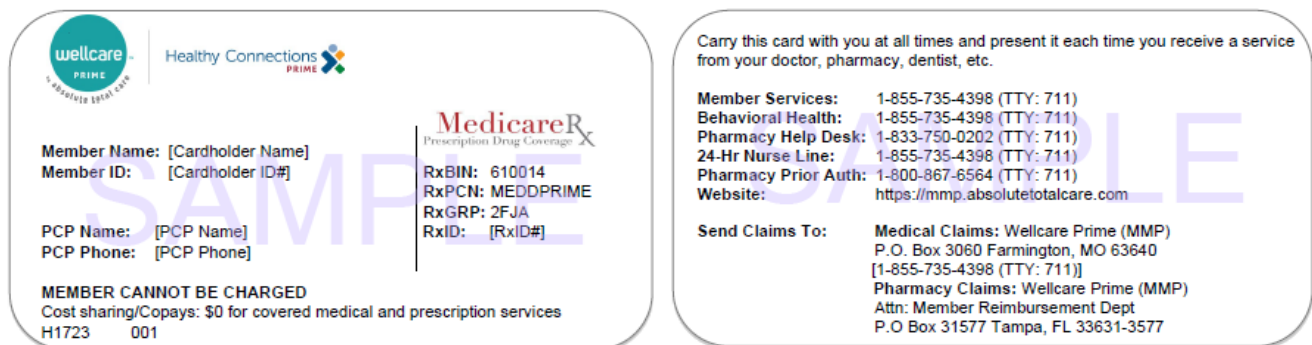 wellcare
PRIME
by absolute total care
Healthy Connections
PRIME
MedicareRx
Prescription Drug Coverage
Member Name: [Cardholder Name]
Member ID: [Cardholder ID#]
RxBIN: 610014
RxPCN: MEDDPRIME
RxGRP: 2FJA
RxID: [RxID#]
PCP Name: [PCP Name]
PCP Phone: [PCP Phone]
MEMBER CANNOT BE CHARGED
Cost sharing/Copays: $0 for covered medical and prescription services
H1723 001
SAMPLE
Carry this card with you at all times and present it each time you receive a service
from your doctor, pharmacy, dentist, etc.
Member Services: 1-855-735-4398 (TTY: 711)
Behavioral Health: 1-855-735-4398 (TTY: 711)
Pharmacy Help Desk: 1-833-750-0202 (TTY: 711)
24-Hr Nurse Line: 1-855-735-4398 (TTY: 711)
Pharmacy Prior Auth: 1-800-867-6564 (TTY: 711)
Website: https://mmp.absolutetotalcare.com
Send Claims To: Medical Claims: Wellcare Prime (MMP)
P.O. Box 3060 Farmington, MO 63640
[1-855-735-4398 (TTY: 711)]
Pharmacy Claims: Wellcare Prime (MMP)
Attn: Member Reimbursement Dept
P.O Box 31577 Tampa, FL 33631-3577
SAMPLE